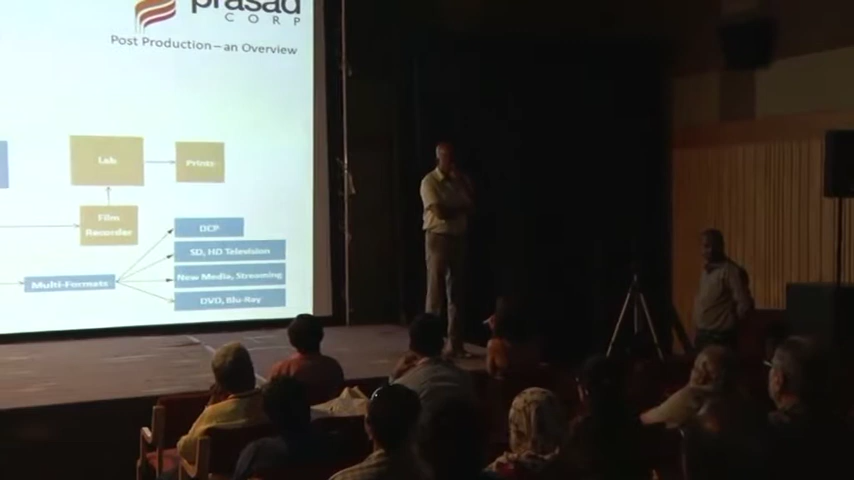 prasad
CORP
Post Production – an Overview
Lab
Prints
Film
Recorder
DCP
SD, HD Television
Multi-Formats
New Media, Streaming
DVD, Blu-Ray